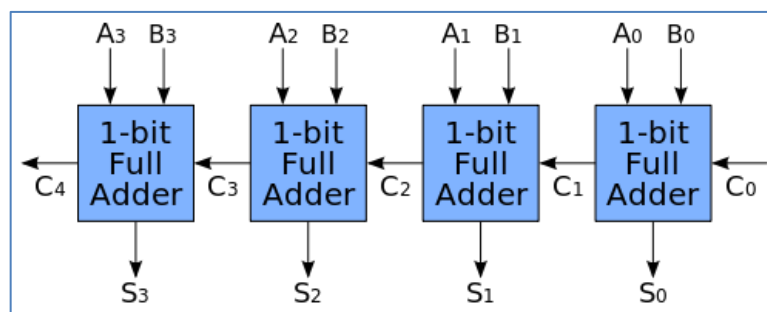 A3 B3 A2 B2 A1 B1 A0 B0
1-bit Full Adder
1-bit Full Adder
1-bit Full Adder
1-bit Full Adder
C4 C3 C2 C1 C0
S3 S2 S1 S0